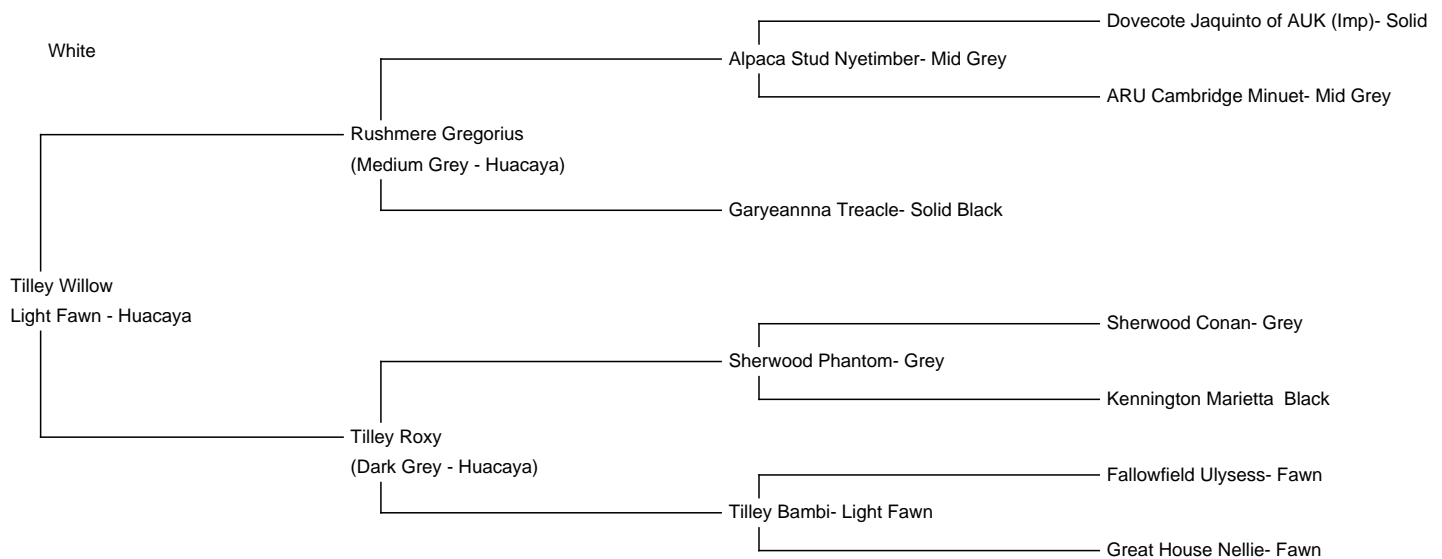 Dovecote Jaquinto of AUK (Imp)- Solid
White
Alpaca Stud Nyetimber- Mid Grey
ARU Cambridge Minuet- Mid Grey
Rushmere Gregorius
(Medium Grey - Huacaya)
Garyeannna Treacle- Solid Black
Tilley Willow
Light Fawn - Huacaya
Sherwood Conan- Grey
Sherwood Phantom- Grey
Kennington Marietta  Black
Tilley Roxy
(Dark Grey - Huacaya)
Fallowfield Ulysess- Fawn
Tilley Bambi- Light Fawn
Great House Nellie- Fawn